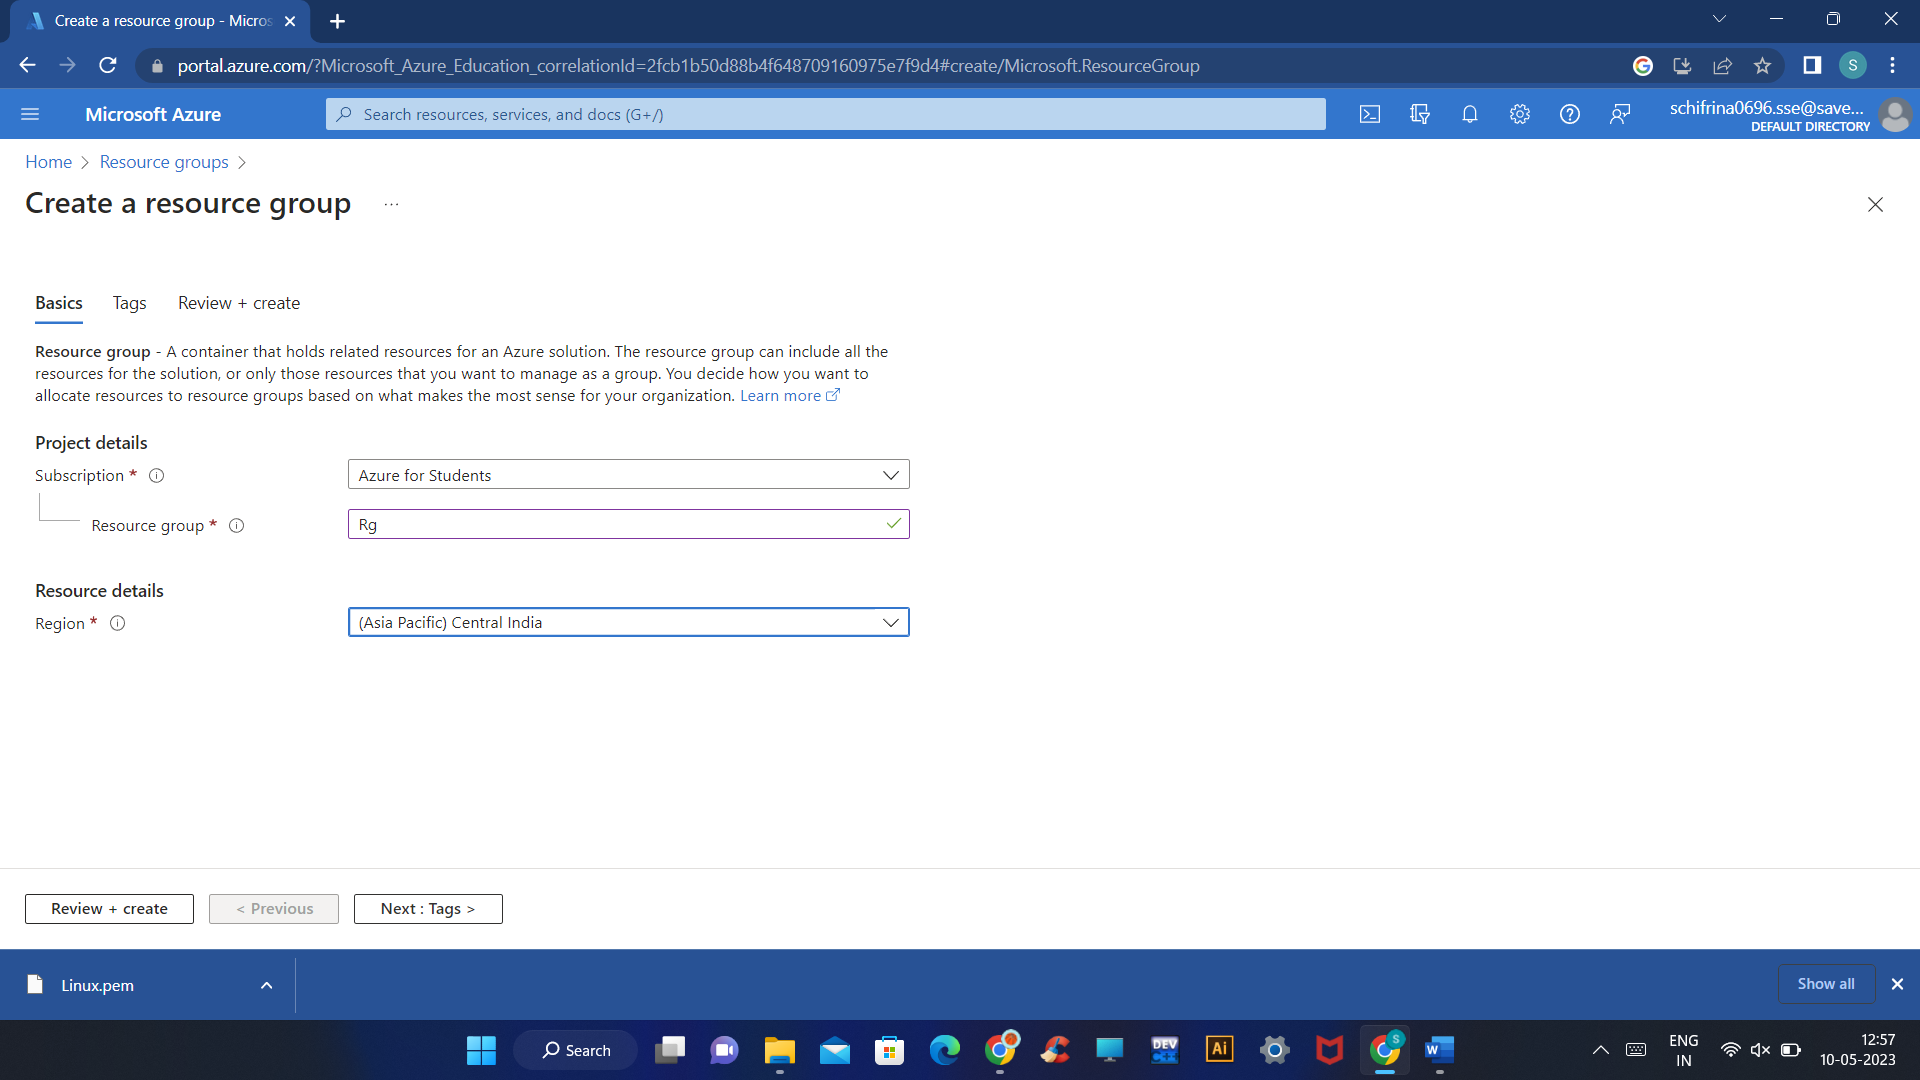 Create a resource group - Micros
portal.azure.com/?Microsoft_Azure_Education_correlationId=2fcb1b50d88b4f648709160975e7f9d4#create/Microsoft.ResourceGroup
S
Microsoft Azure
Search resources, services, and docs (G+/)
schifrina0696.sse@save...
DEFAULT DIRECTORY
Home > Resource groups >
Create a resource group ...
Basics Tags Review + create
Resource group - A container that holds related resources for an Azure solution. The resource group can include all the
resources for the solution, or only those resources that you want to manage as a group. You decide how you want to
allocate resources to resource groups based on what makes the most sense for your organization. Learn more
Project details
Subscription * Azure for Students
Resource group * Rg
Resource details
Region * (Asia Pacific) Central India
Review + create < Previous Next : Tags >
Linux.pem Show all
Search
DEV
C++
Ai
S
W
ENG
IN
12:57
10-05-2023